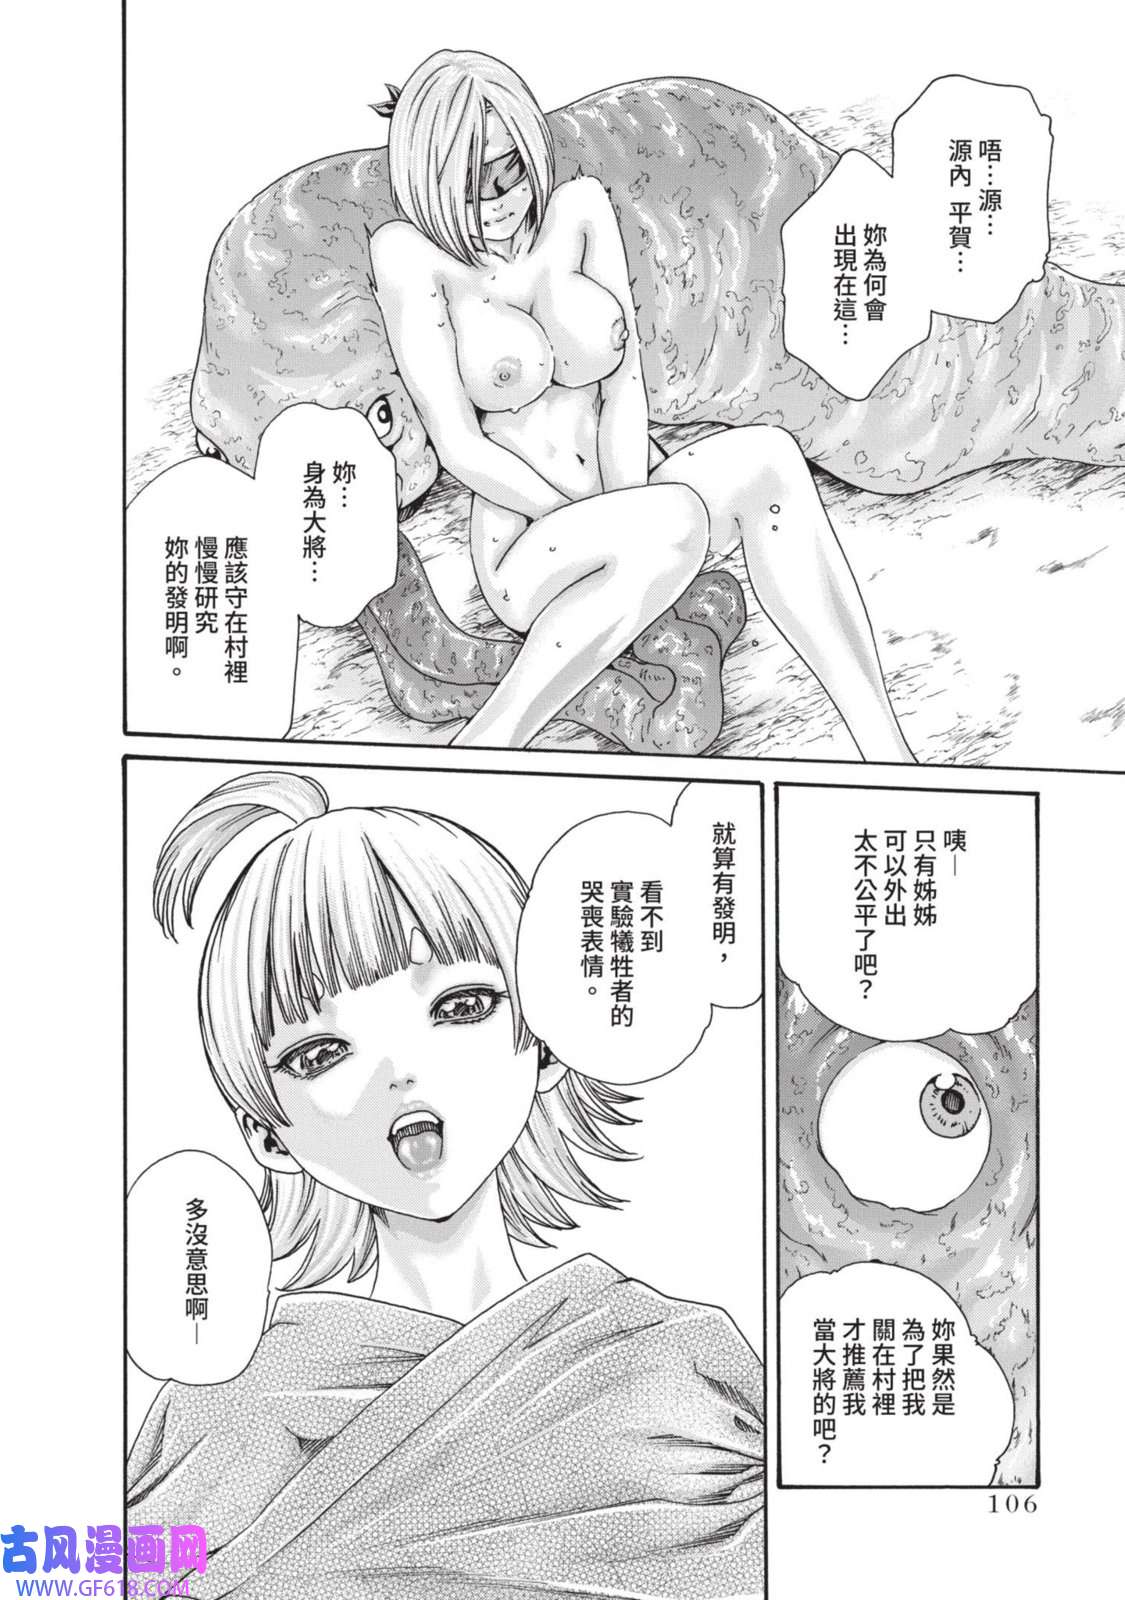 唔…源…
源內 平賀…
妳為何會
出現在這…
妳…
身為大將…
應該守在村裡
慢慢研究
妳的發明啊。
咦—
只有姊姊
可以外出
太不公平了吧？
妳果然是
為了把我
關在村裡
才推薦我
當大將的吧？
就算有發明，
看不到
實驗犧牲者的
哭喪表情。
多沒意思啊—
106
古风漫画网
WWW.GF618.COM